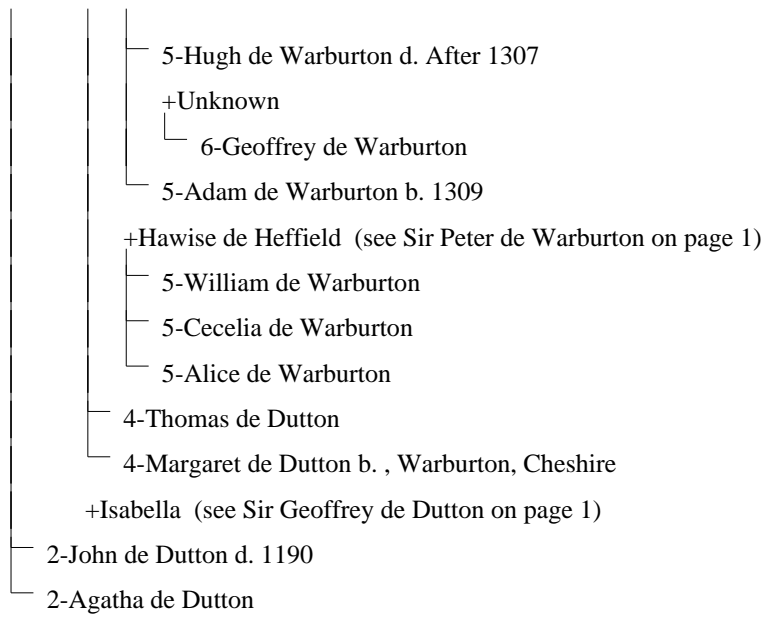 5-Hugh de Warburton d. After 1307
+Unknown
6-Geoffrey de Warburton
5-Adam de Warburton b. 1309
+Hawise de Heffield  (see Sir Peter de Warburton on page 1)
5-William de Warburton
5-Cecelia de Warburton
5-Alice de Warburton
4-Thomas de Dutton
4-Margaret de Dutton b. , Warburton, Cheshire
+Isabella  (see Sir Geoffrey de Dutton on page 1)
2-John de Dutton d. 1190
2-Agatha de Dutton